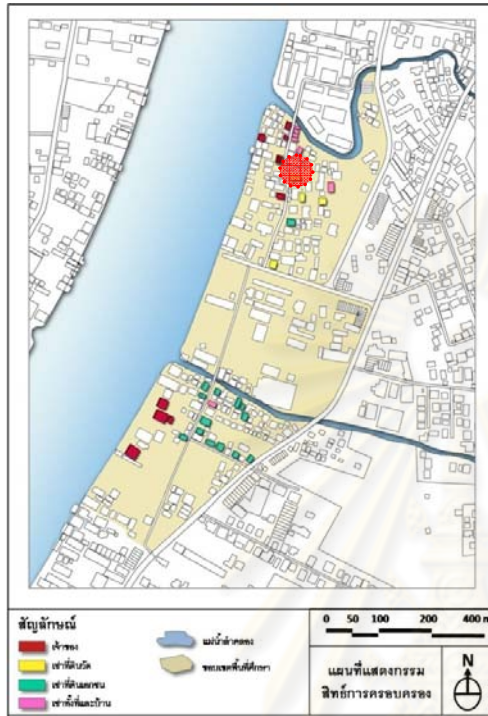 สัญลักษณ์
เจ้าของ
เช่าที่ดินวัด
เช่าที่ดินเอกชน
เช่าทั้งที่และบ้าน
แม่น้ำลำคลอง
ขอบเขตพื้นที่ศึกษา
0 50 100 200 400 m
แผนที่แสดงกรรม
สิทธิ์การครอบครอง
N